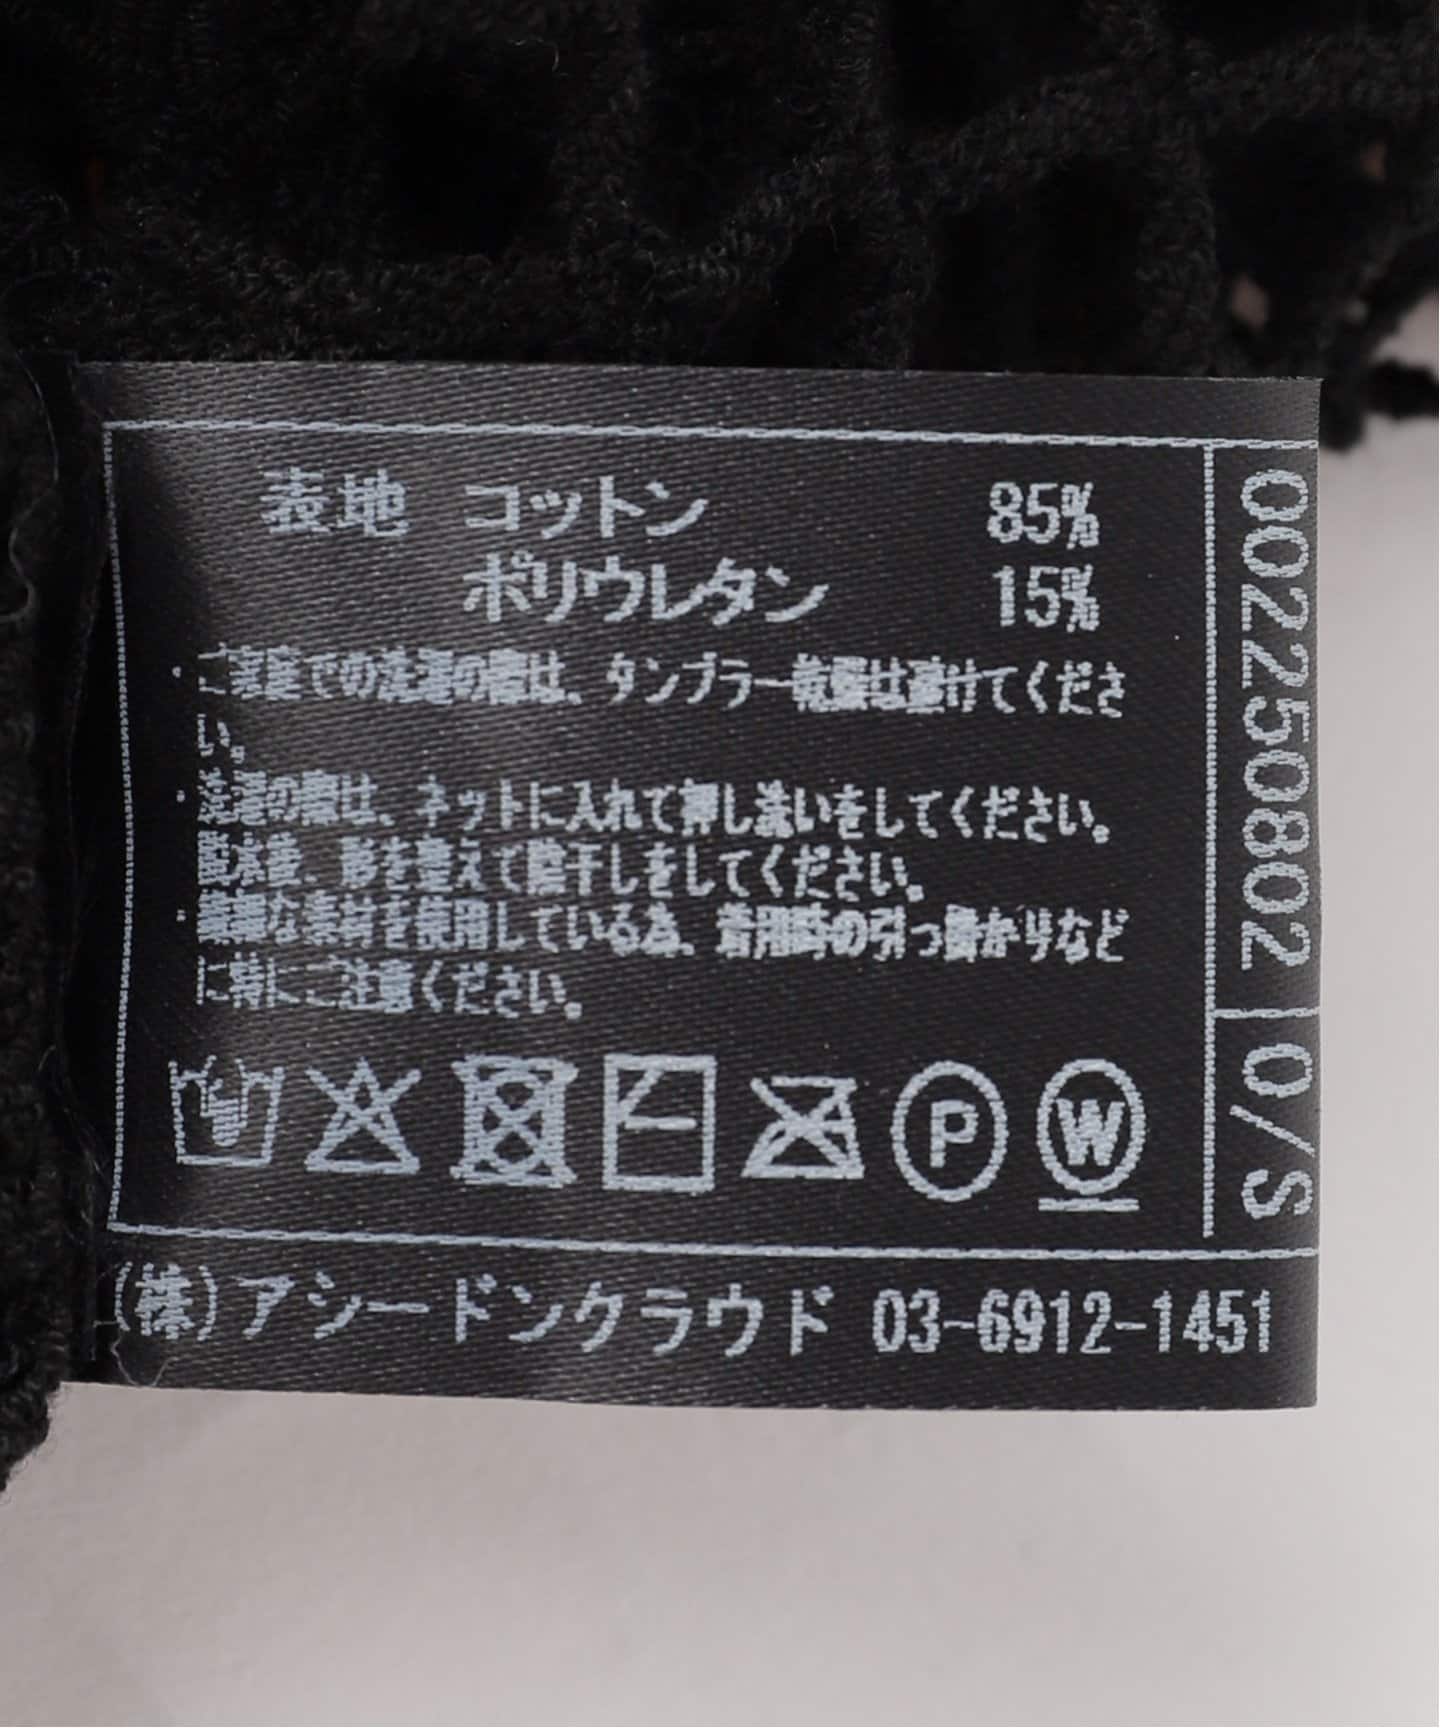 表地 コットン 85%
ポリウレタン 15%
・ご家庭での洗濯の際は、タンブラー乾燥は避けてくださ
い。
・洗濯の際は、ネットに入れて押し洗いをしてください。
脱水後、形を整えて陰干しをしてください。
・繊細な素材を使用している為、着用時の引っ掛かりなど
に特にご注意ください。
P W
(株)アシードンクラウド 03-6912-1451
002250802 0/S